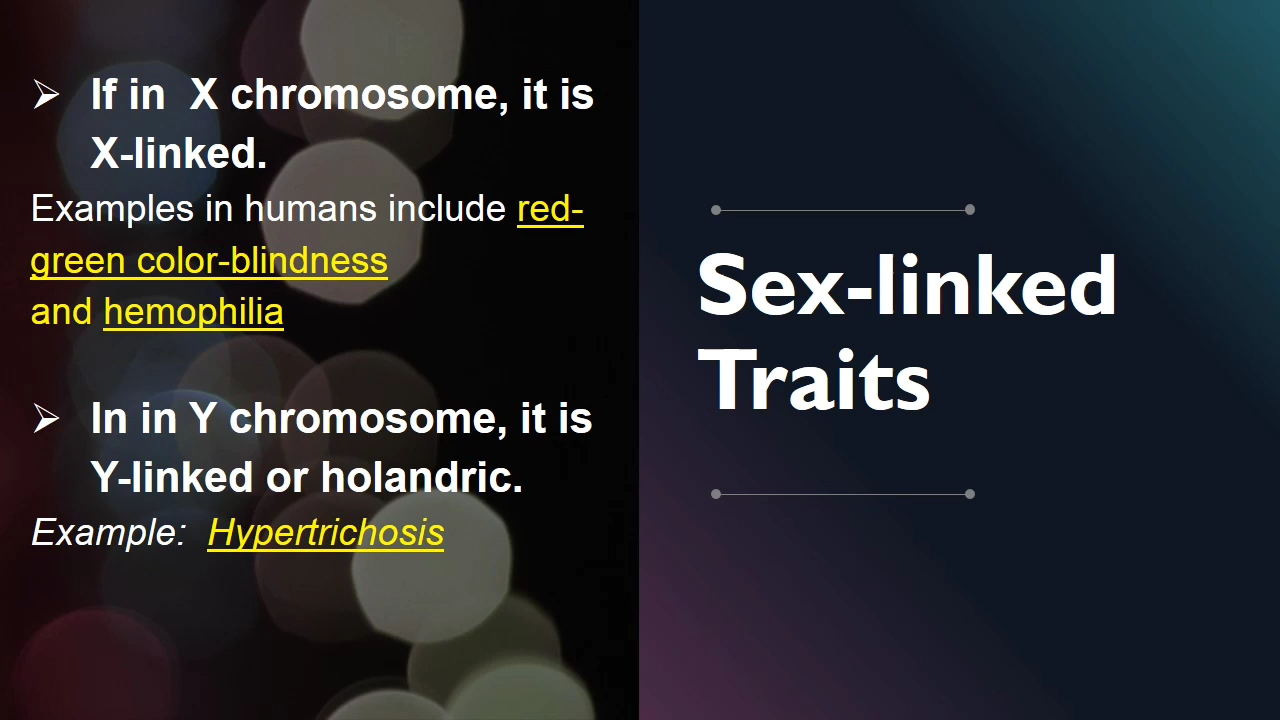 ➢ If in  X chromosome, it is
X-linked.
Examples in humans include red-
green color-blindness
and hemophilia
➢ In in Y chromosome, it is
Y-linked or holandric.
Example:  Hypertrichosis
Sex-linked
Traits